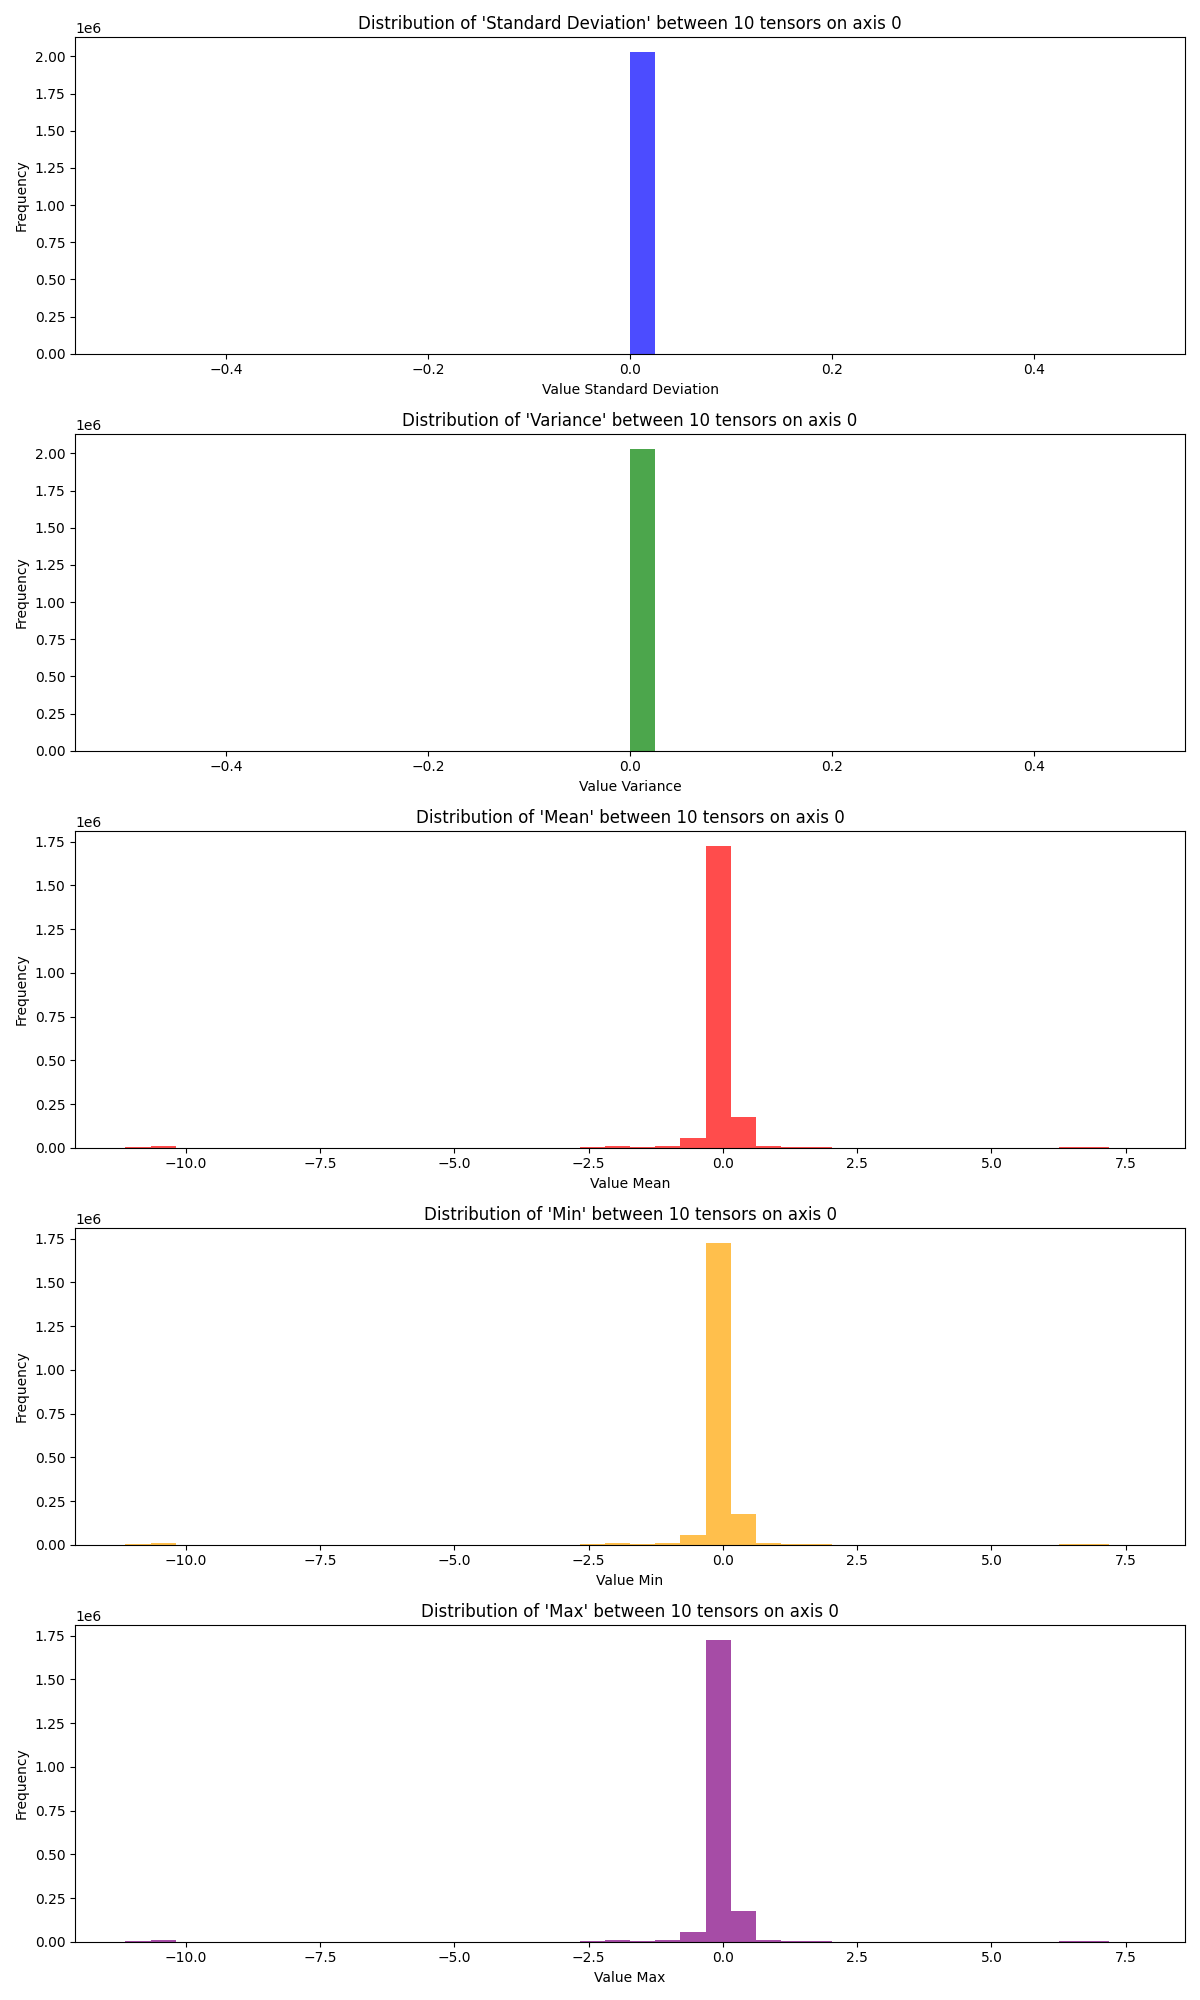 Distribution of 'Standard Deviation' between 10 tensors on axis 0
1e6
2.00
1.75
1.50
1.25
1.00
0.75
0.50
0.25
0.00
Frequency
−0.4 −0.2 0.0 0.2 0.4
Value Standard Deviation
Distribution of 'Variance' between 10 tensors on axis 0
1e6
2.00
1.75
1.50
1.25
1.00
0.75
0.50
0.25
0.00
Frequency
−0.4 −0.2 0.0 0.2 0.4
Value Variance
Distribution of 'Mean' between 10 tensors on axis 0
1e6
1.75
1.50
1.25
1.00
0.75
0.50
0.25
0.00
Frequency
−10.0 −7.5 −5.0 −2.5 0.0 2.5 5.0 7.5
Value Mean
Distribution of 'Min' between 10 tensors on axis 0
1e6
1.75
1.50
1.25
1.00
0.75
0.50
0.25
0.00
Frequency
−10.0 −7.5 −5.0 −2.5 0.0 2.5 5.0 7.5
Value Min
Distribution of 'Max' between 10 tensors on axis 0
1e6
1.75
1.50
1.25
1.00
0.75
0.50
0.25
0.00
Frequency
−10.0 −7.5 −5.0 −2.5 0.0 2.5 5.0 7.5
Value Max